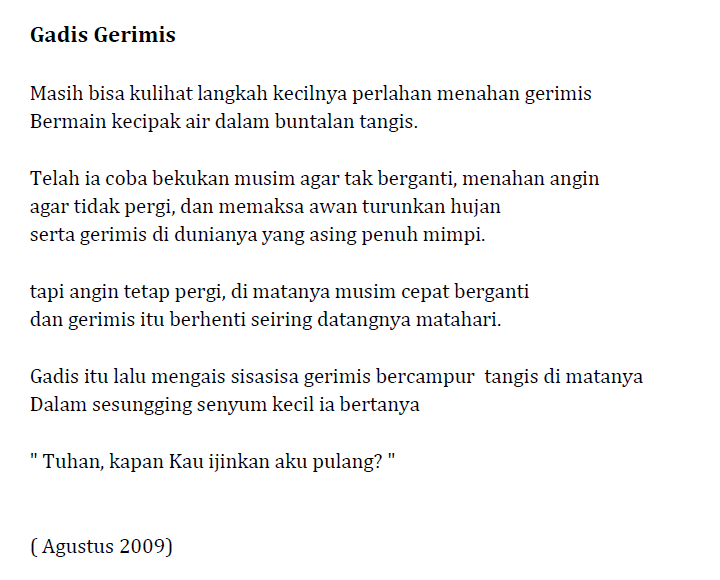 Gadis Gerimis
Masih bisa kulihat langkah kecilnya perlahan menahan gerimis
Bermain kecipak air dalam buntalan tangis.
Telah ia coba bekukan musim agar tak berganti, menahan angin
agar tidak pergi, dan memaksa awan turunkan hujan
serta gerimis di dunianya yang asing penuh mimpi.
tapi angin tetap pergi, di matanya musim cepat berganti
dan gerimis itu berhenti seiring datangnya matahari.
Gadis itu lalu mengais sisasisa gerimis bercampur  tangis di matanya
Dalam sesungging senyum kecil ia bertanya
" Tuhan, kapan Kau ijinkan aku pulang? "
( Agustus 2009)